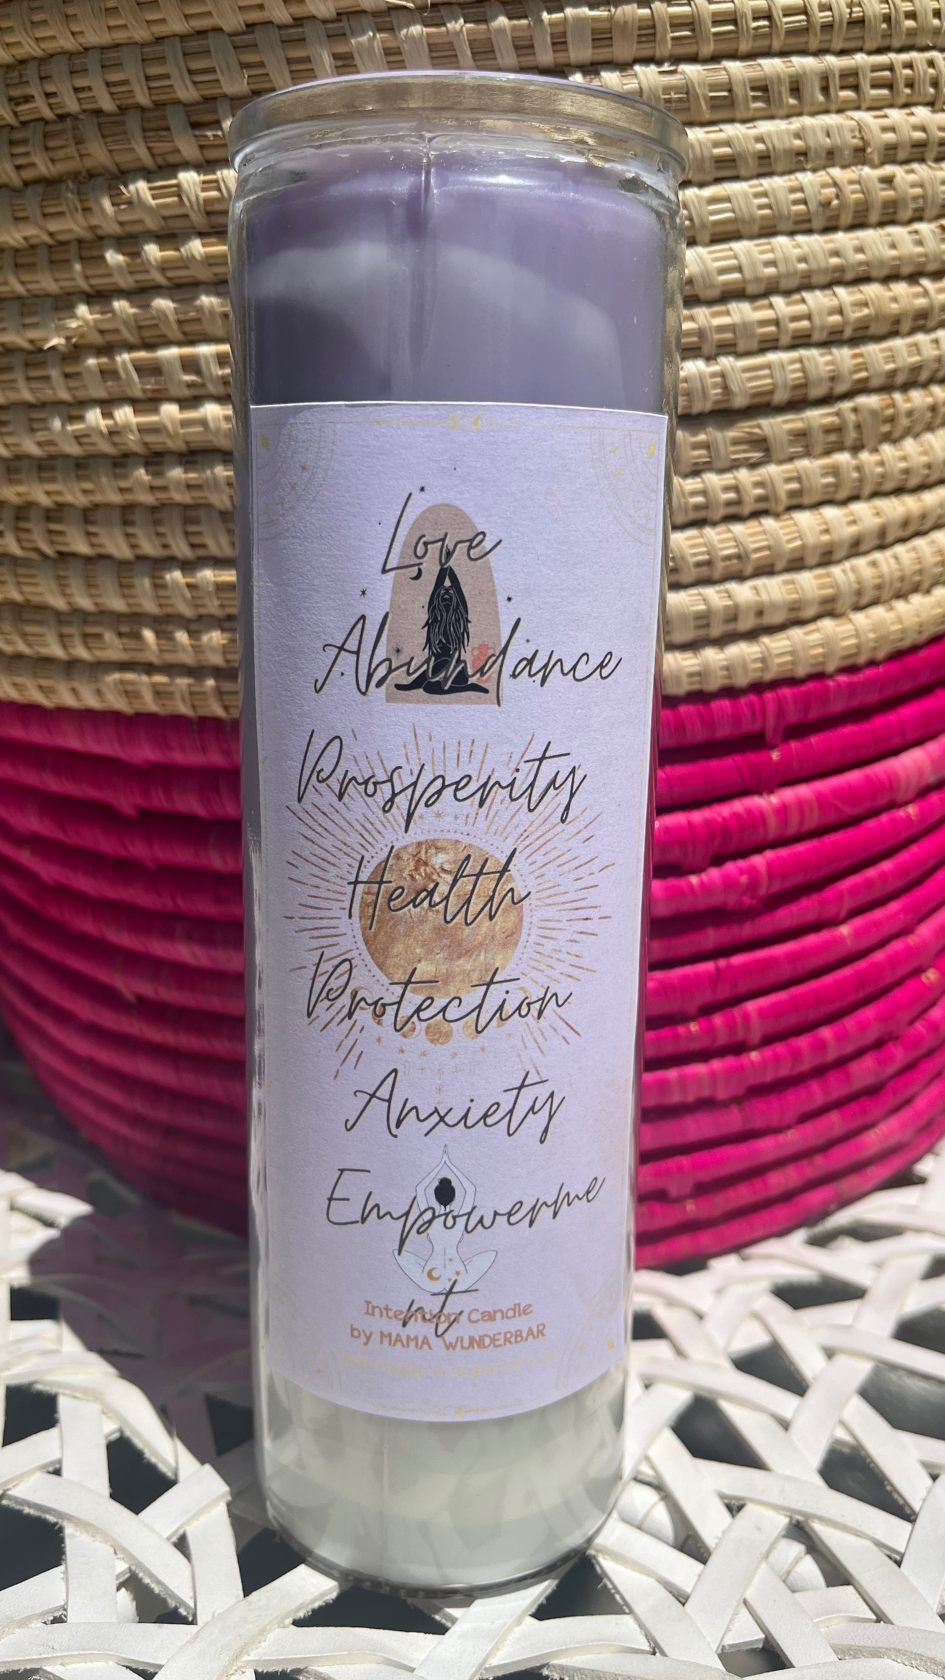 Love
Abundance
Prosperity
Health
Protection
Anxiety
Empowerme
nt
Intention Candle
by MAMA WUNDERBAR